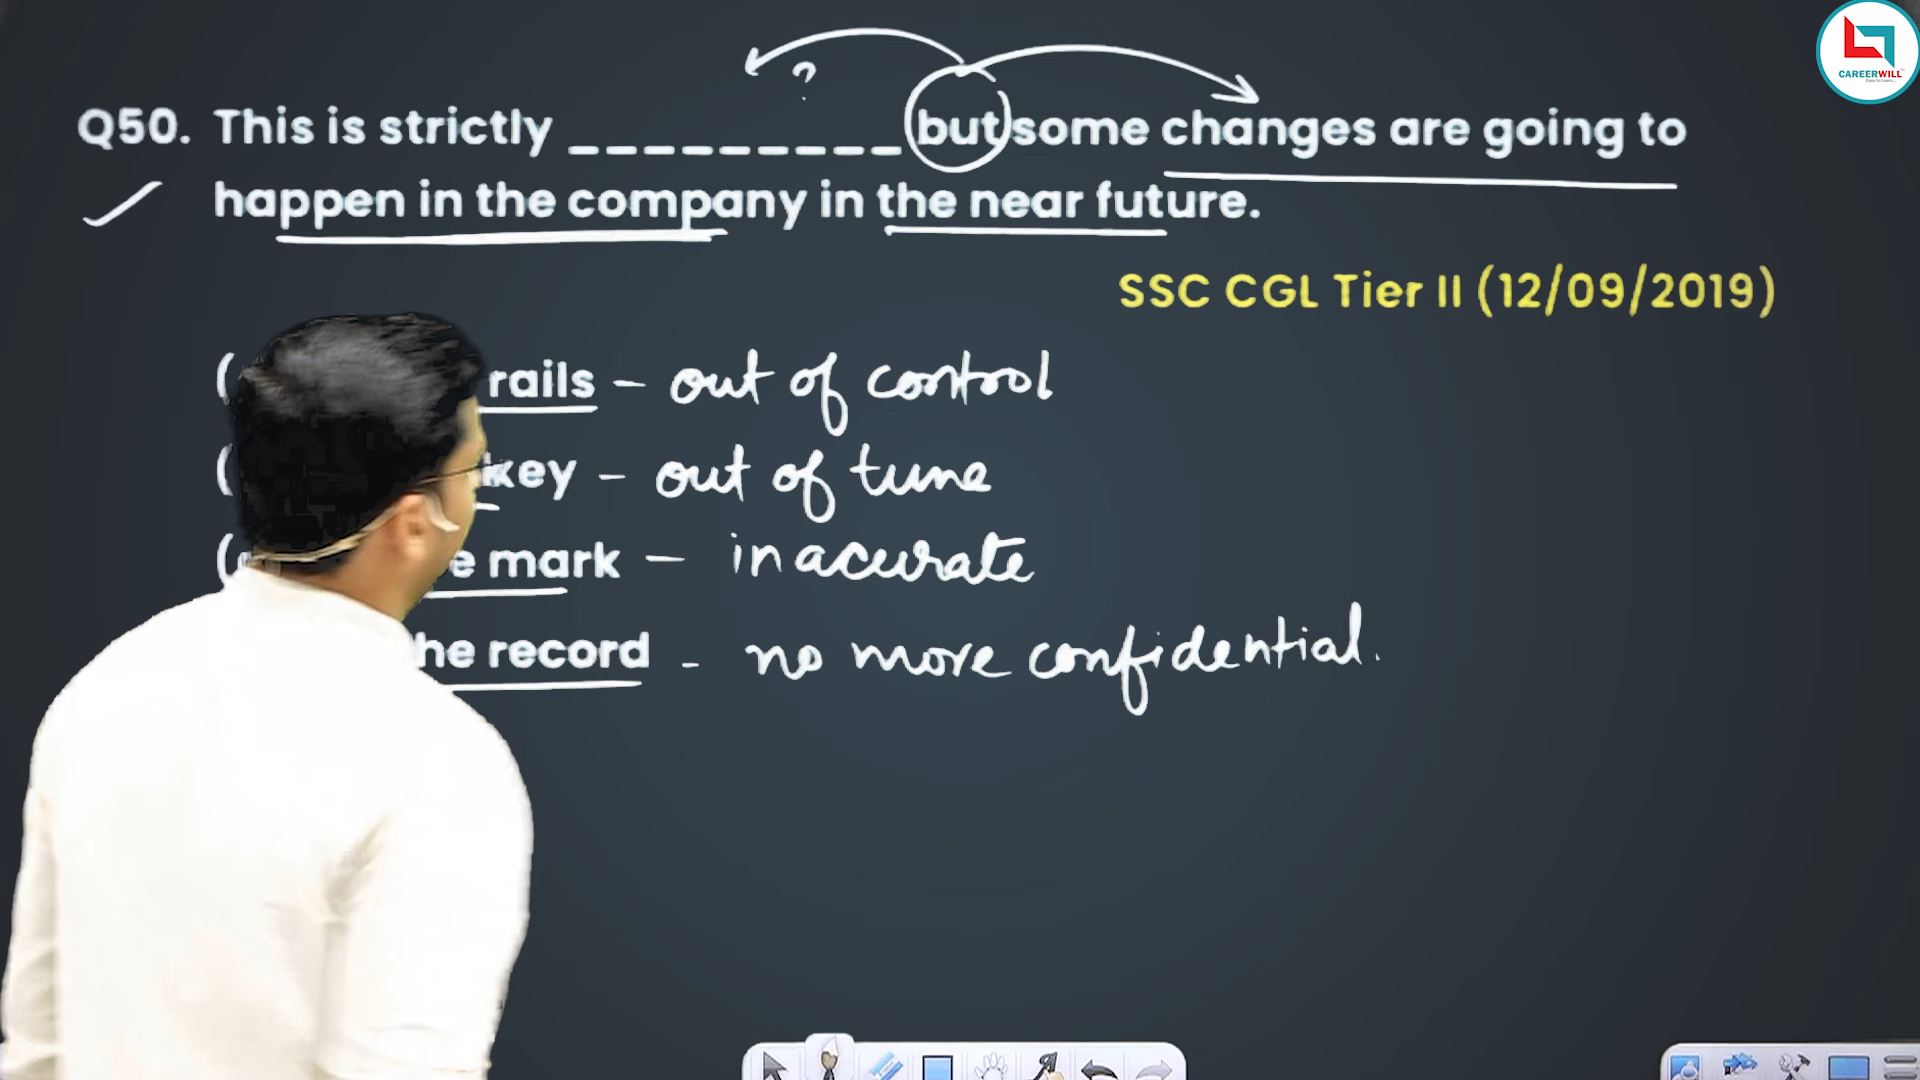 CAREERWILL
?
Q50. This is strictly _________ but some changes are going to
happen in the company in the near future.
SSC CGL Tier II (12/09/2019)
( rails - out of control
( key - out of tune
( e mark - inacurate
he record - no more confidential.